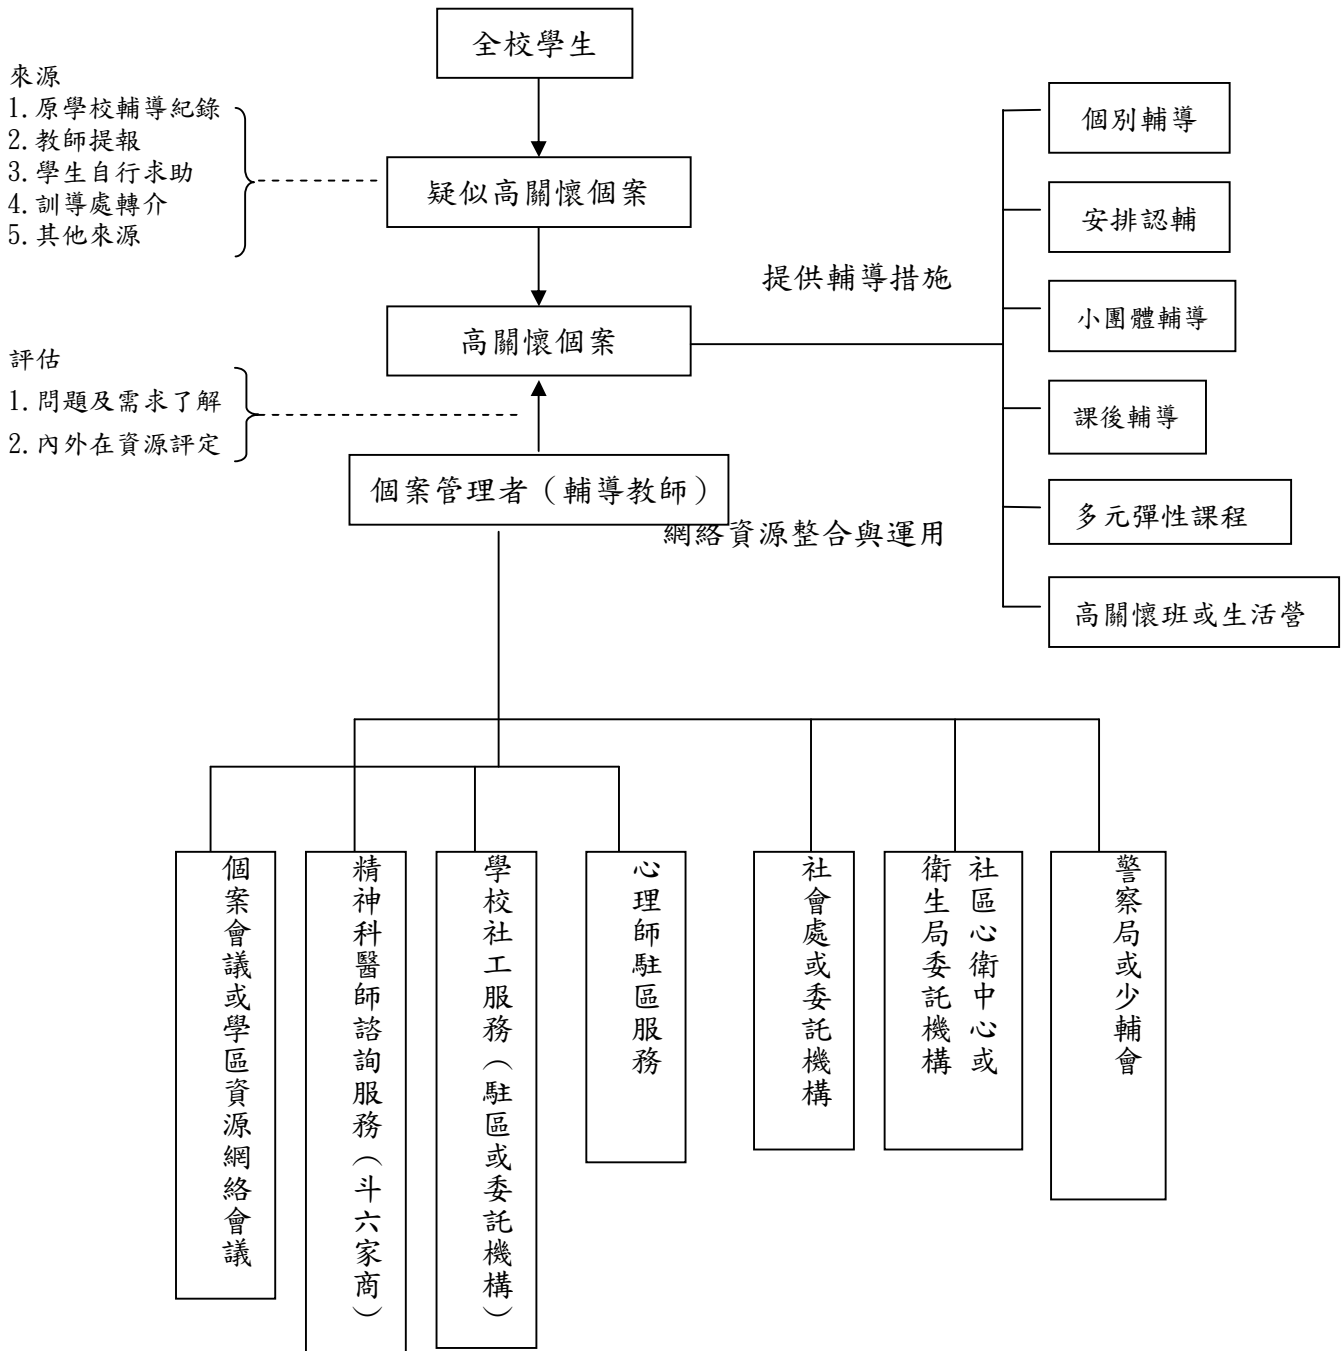 全校學生
來源
1.原學校輔導紀錄
2.教師提報
3.學生自行求助
4.訓導處轉介
5.其他來源
疑似高關懷個案
高關懷個案
評估
1.問題及需求了解
2.內外在資源評定
個案管理者（輔導教師）
提供輔導措施
網絡資源整合與運用
個別輔導
安排認輔
小團體輔導
課後輔導
多元彈性課程
高關懷班或生活營
個案會議或學區資源網絡會議
精神科醫師諮詢服務（斗六家商）
學校社工服務（駐區或委託機構）
心理師駐區服務
社會處或委託機構
社區心衛中心或
衛生局委託機構
警察局或少輔會